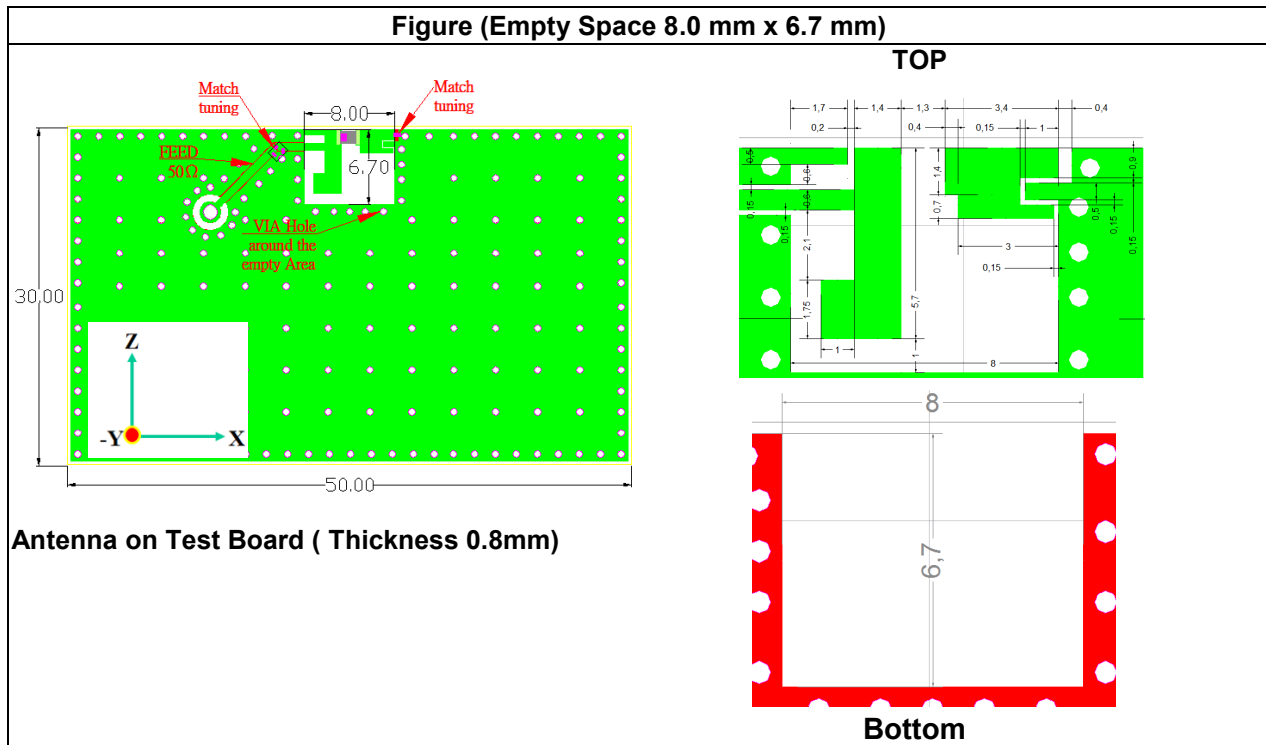 Figure (Empty Space 8.0 mm x 6.7 mm)
TOP
Match
tuning
8.00
Match
tuning
FEED
50Ω
6.70
VIA Hole
around the
empty Area
30.00
Z
-Y
X
50.00
Antenna on Test Board ( Thickness 0.8mm)
1,7
1,4
1,3
3,4
0,4
0,2
0,4
0,15
1
0,5
0,6
1,4
0,9
0,15
0,6
0,15
0,7
0,5
0,15
0,15
2,1
3
0,15
5,7
1,75
1
1
8
8
6,7
Bottom